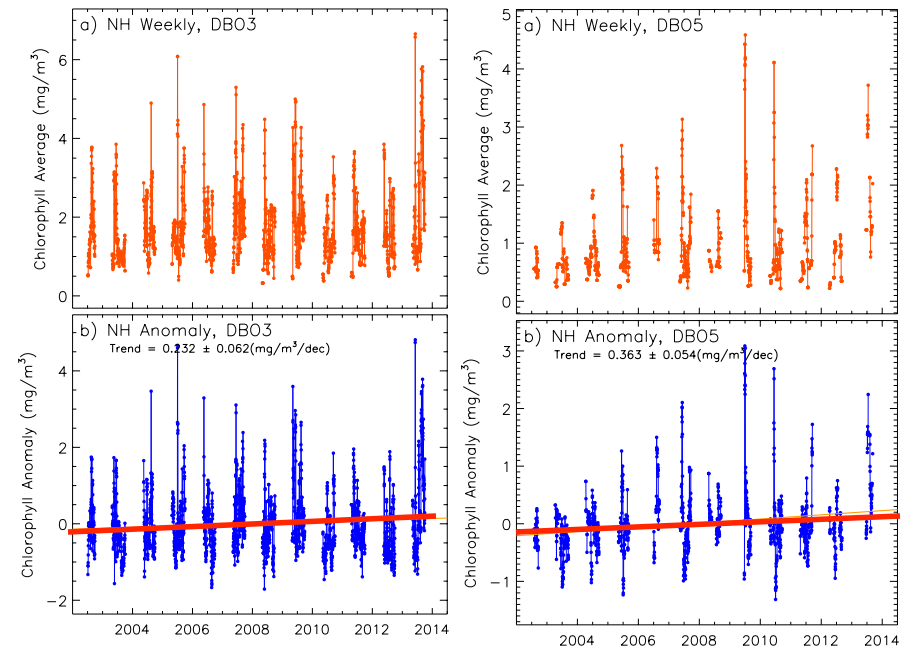 a) NH Weekly, DBO3
Chlorophyll Average (mg/m³)
6
4
2
0
a) NH Weekly, DBO5
Chlorophyll Average (mg/m³)
5
4
3
2
1
0
b) NH Anomaly, DBO3
Trend = 0.232 ± 0.062(mg/m³/dec)
Chlorophyll Anomaly (mg/m³)
4
2
0
−2
2004 2006 2008 2010 2012 2014
b) NH Anomaly, DBO5
Trend = 0.363 ± 0.054(mg/m³/dec)
Chlorophyll Anomaly (mg/m³)
3
2
1
0
−1
2004 2006 2008 2010 2012 2014